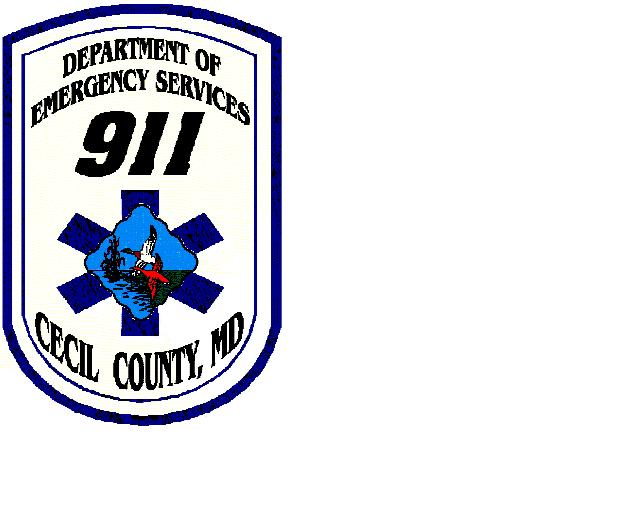 DEPARTMENT OF
EMERGENCY SERVICES
911
CECIL COUNTY, MD